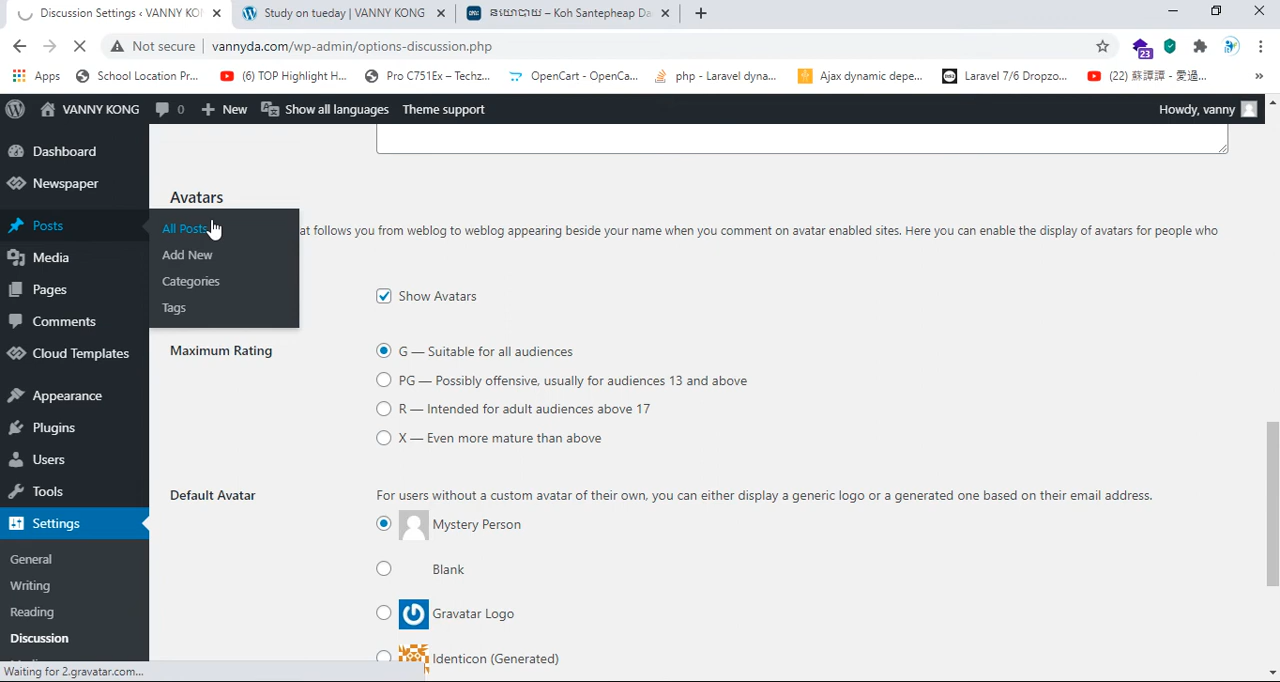 Discussion Settings ‹ VANNY KO
Study on tueday | VANNY KONG
នយោបាយ – Koh Santepheap Da
Not secure
vannyda.com/wp-admin/options-discussion.php
23
Apps
School Location Pr...
(6) TOP Highlight H...
Pro C751Ex – Techz...
OpenCart - OpenCa...
php - Laravel dyna...
Ajax dynamic depe...
Laravel 7/6 Dropzo...
(22) 蘇譚譚 - 愛過...
VANNY KONG
0
New
Show all languages
Theme support
Howdy, vanny
Dashboard
Newspaper
Posts
Media
Pages
Comments
Cloud Templates
Appearance
Plugins
Users
Tools
Settings
General
Writing
Reading
Discussion
All Posts
Add New
Categories
Tags
Avatars
at follows you from weblog to weblog appearing beside your name when you comment on avatar enabled sites. Here you can enable the display of avatars for people who
Show Avatars
Maximum Rating
G — Suitable for all audiences
PG — Possibly offensive, usually for audiences 13 and above
R — Intended for adult audiences above 17
X — Even more mature than above
Default Avatar
For users without a custom avatar of their own, you can either display a generic logo or a generated one based on their email address.
Mystery Person
Blank
Gravatar Logo
Identicon (Generated)
Waiting for 2.gravatar.com...